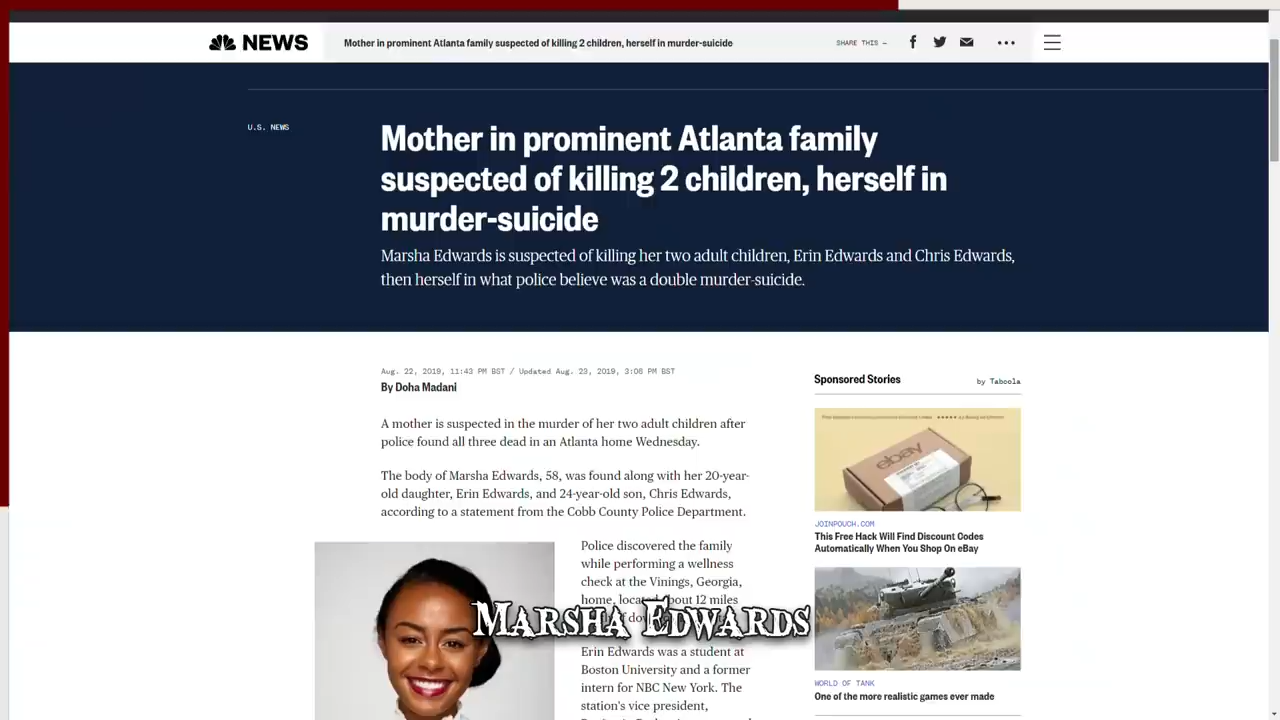 NEWS
Mother in prominent Atlanta family suspected of killing 2 children, herself in murder-suicide
SHARE THIS —
U.S. NEWS
Mother in prominent Atlanta family
suspected of killing 2 children, herself in
murder-suicide
Marsha Edwards is suspected of killing her two adult children, Erin Edwards and Chris Edwards,
then herself in what police believe was a double murder-suicide.
Aug. 22, 2019, 11:43 PM BST / Updated Aug. 23, 2019, 3:08 PM BST
By Doha Madani
A mother is suspected in the murder of her two adult children after
police found all three dead in an Atlanta home Wednesday.
The body of Marsha Edwards, 58, was found along with her 20-year-
old daughter, Erin Edwards, and 24-year-old son, Chris Edwards,
according to a statement from the Cobb County Police Department.
Police discovered the family
while performing a wellness
check at the Vinings, Georgia,
home, 12 miles
Marsha Edwards
Erin Edwards was a student at
Boston University and a former
intern for NBC New York. The
station's vice president,
Sponsored Stories
by Taboola
ebay
JOINPOUCH.COM
This Free Hack Will Find Discount Codes
Automatically When You Shop On eBay
WORLD OF TANK
One of the more realistic games ever made